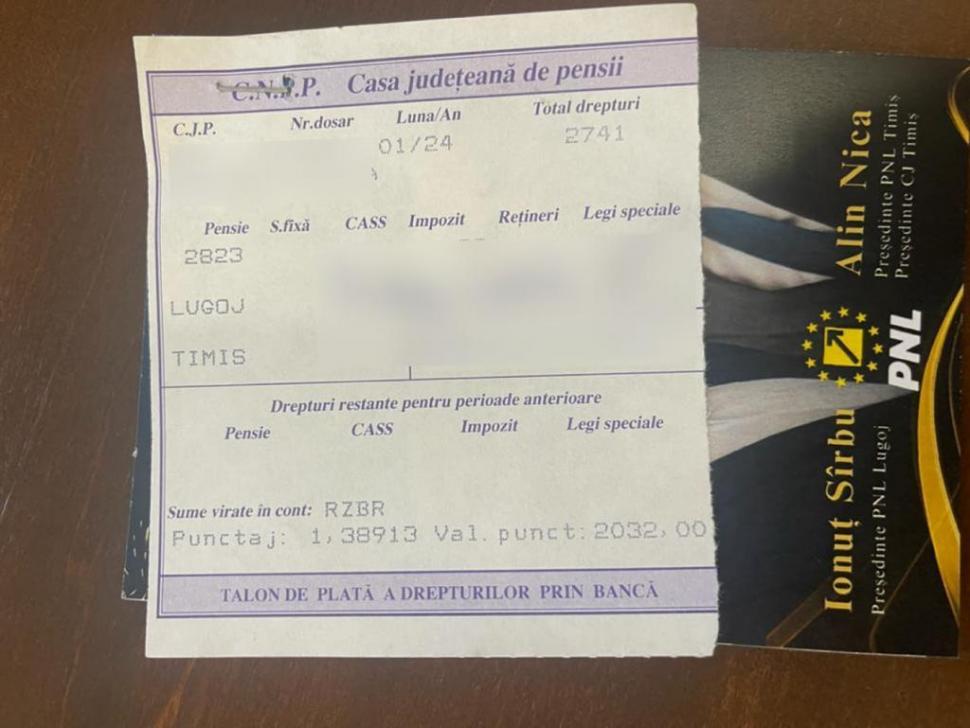 C.N.P.P. Casa județeană de pensii
C.J.P. Nr.dosar Luna/An Total drepturi
01/24 2741
Pensie S.fixă CASS Impozit Rețineri Legi speciale
2823
LUGOJ
TIMIS
Drepturi restante pentru perioade anterioare
Pensie CASS Impozit Legi speciale
Sume virate în cont: RZBR
Punctaj: 1,38913 Val. punct: 2032,00
TALON DE PLATĂ A DREPTURILOR PRIN BANCĂ
Alin Nica
Președinte PNL Timiș
Președinte CJ Timiș
PNL
Ionuț Sîrbu
Președinte PNL Lugoj